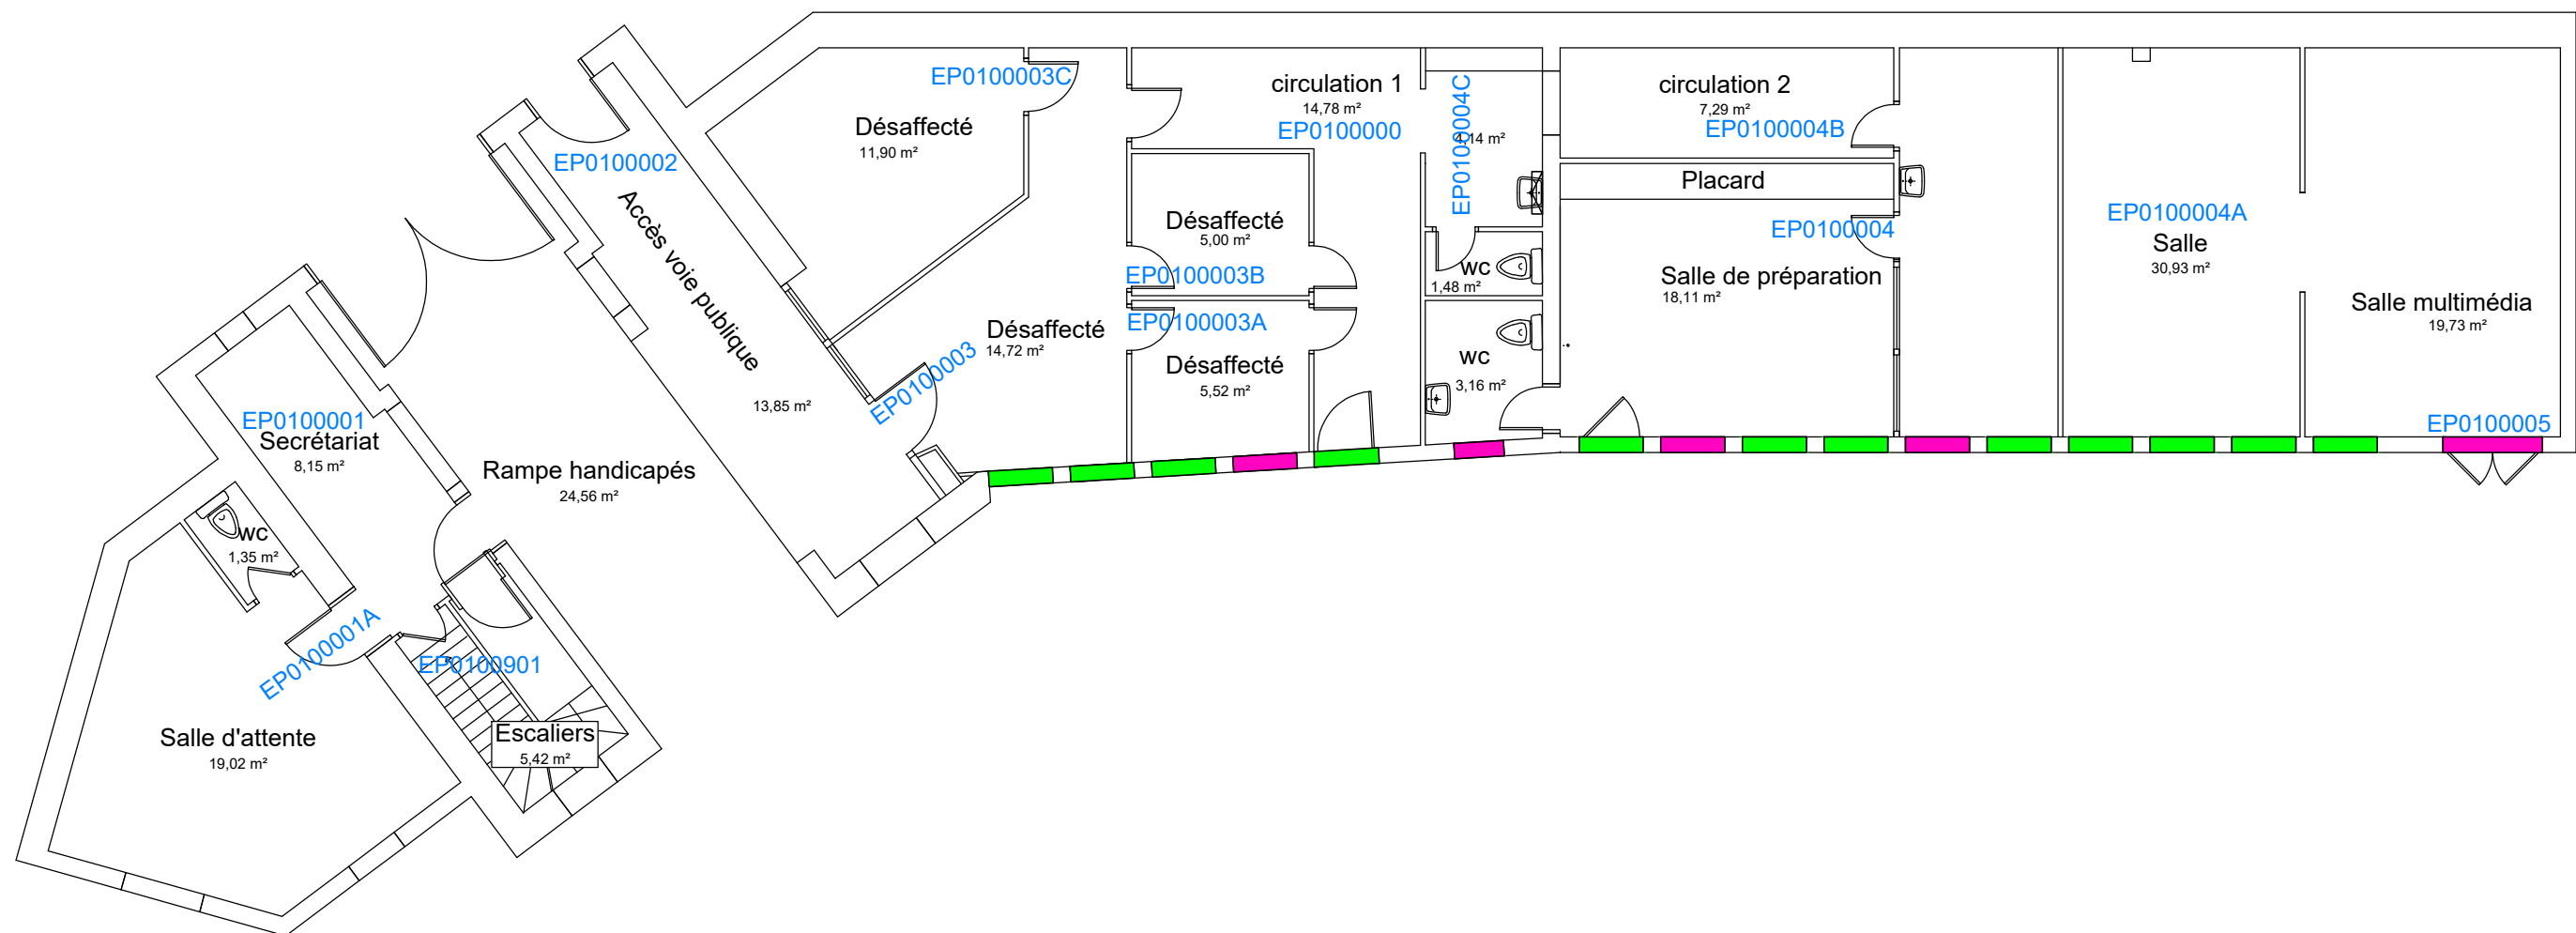 EP0100003C
Désaffecté
11,90 m²
EP0100002
Accès voie publique
13,85 m²
circulation 1
14,78 m²
EP0100000
EP0100004C
4,14 m²
circulation 2
7,29 m²
EP0100004B
Placard
EP0100004
Salle de préparation
18,11 m²
EP0100004A
Salle
30,93 m²
Salle multimédia
19,73 m²
EP0100005
Désaffecté
5,00 m²
EP0100003B
EP0100003A
Désaffecté
5,52 m²
wc
1,48 m²
wc
3,16 m²
Désaffecté
14,72 m²
EP0100003
EP0100001
Secrétariat
8,15 m²
Rampe handicapés
24,56 m²
wc
1,35 m²
EP0100001A
EP0100901
Escaliers
5,42 m²
Salle d'attente
19,02 m²